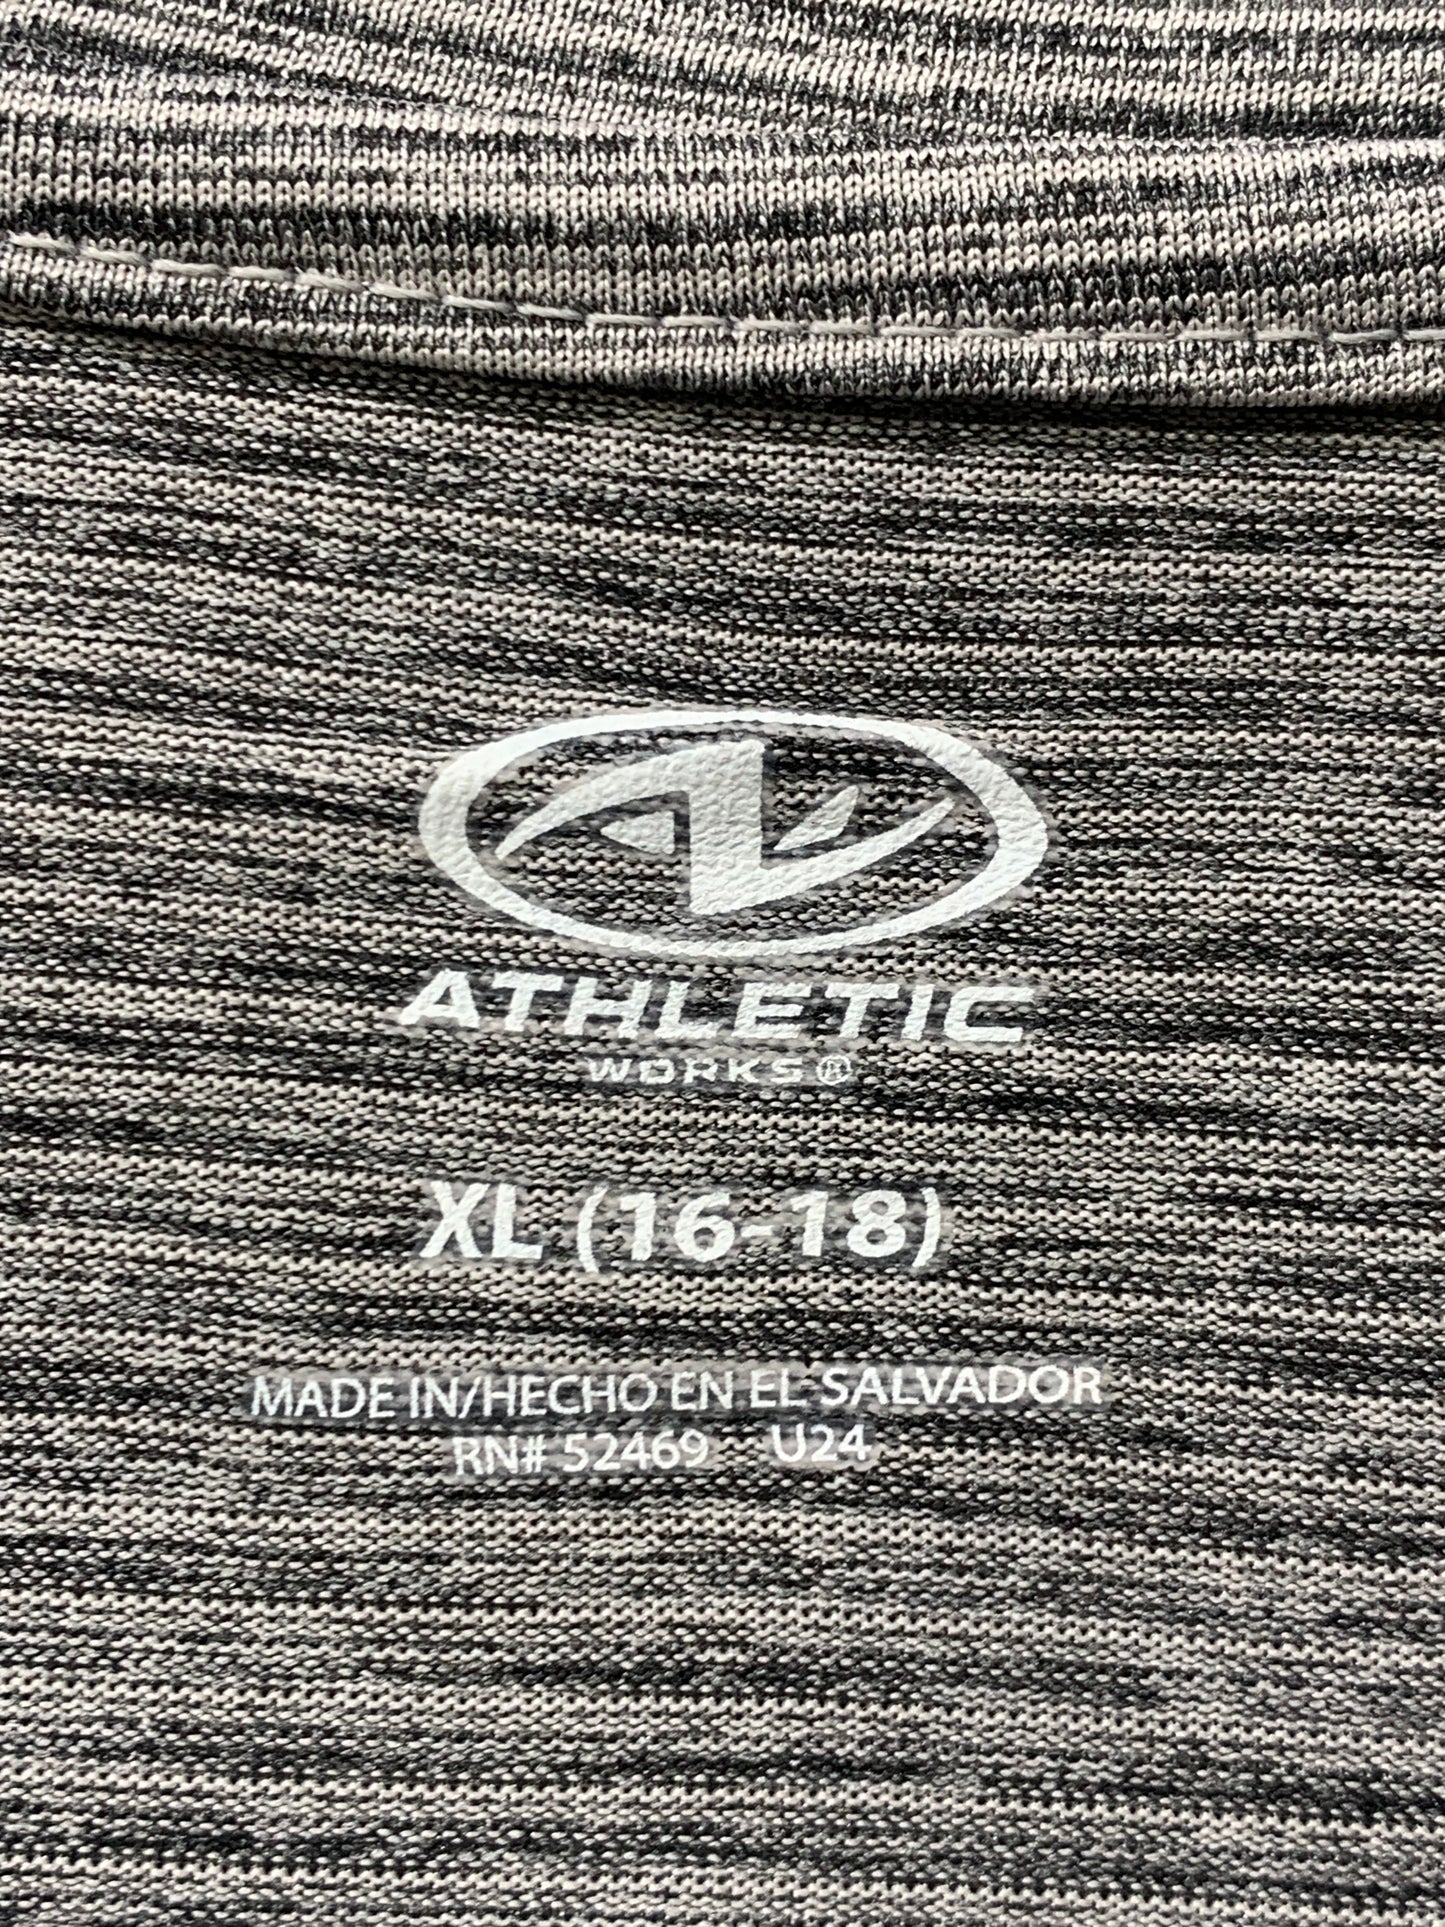 ATHLETIC
WORKS®
XL (16-18)
MADE IN/HECHO EN EL SALVADOR
RN# 52469 U24